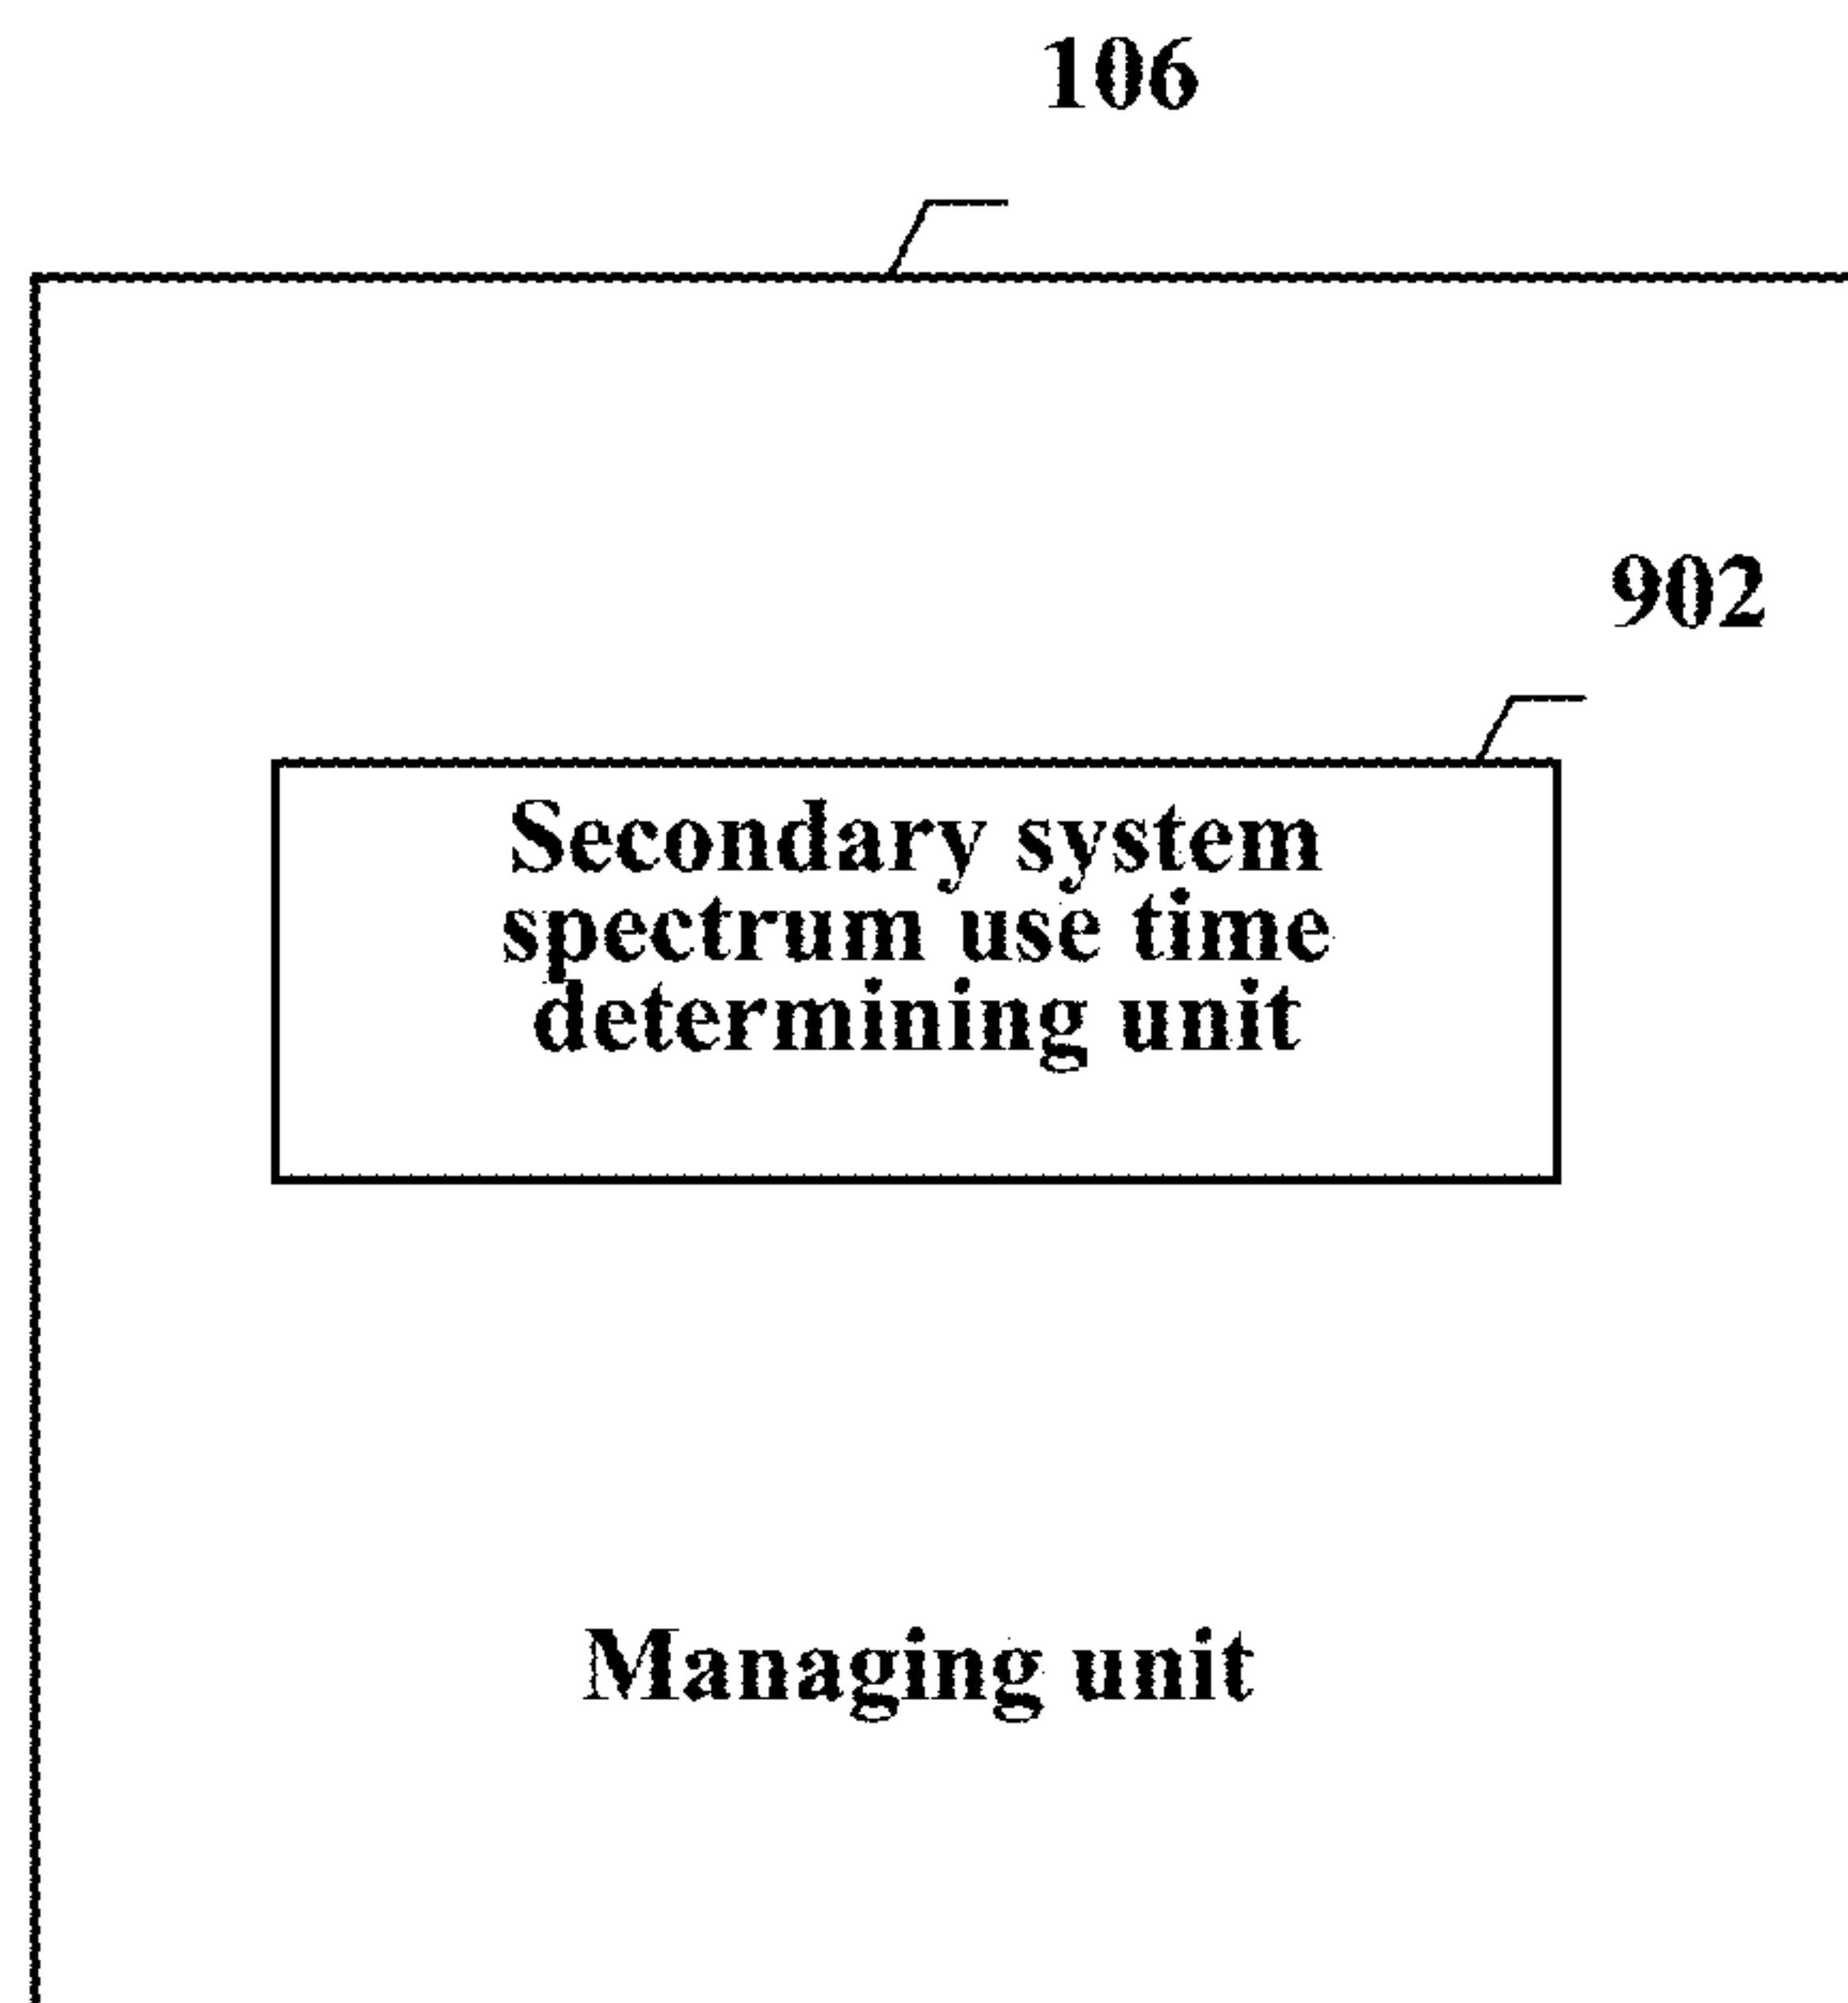 106
902
Secondary system
spectrum use time
determining unit
Managing unit